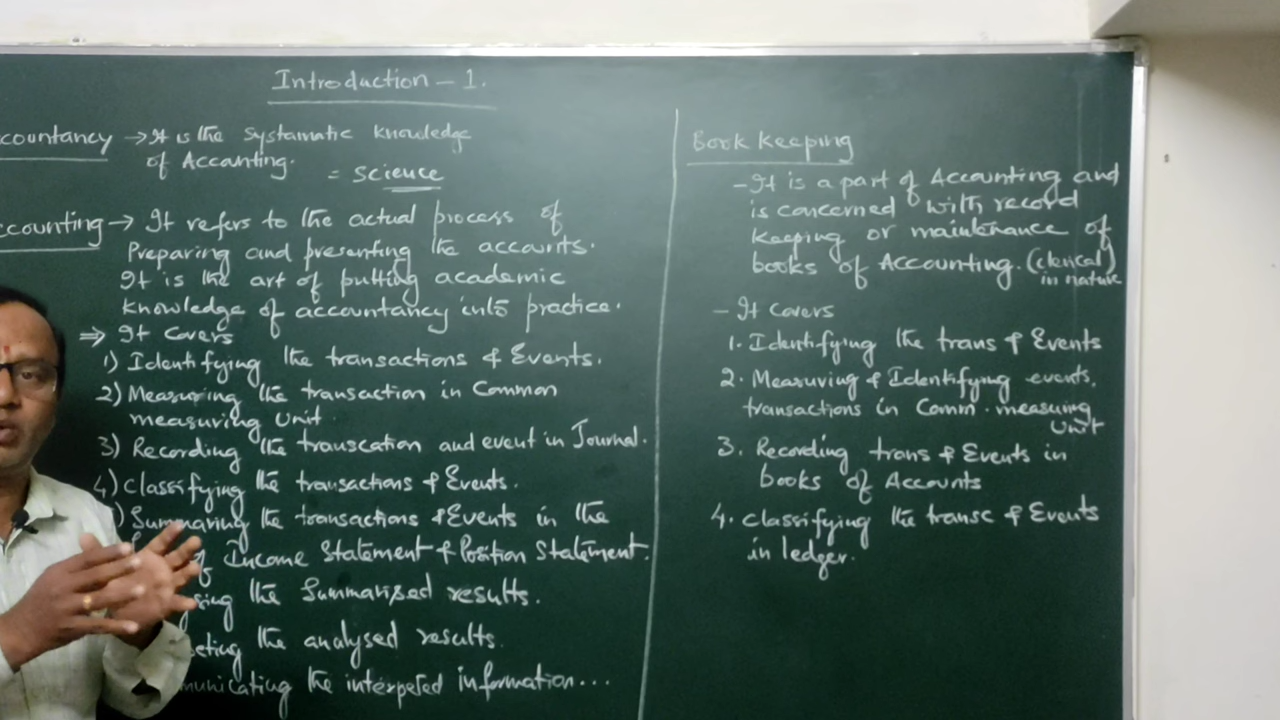 Introduction - 1.
ccountancy → It is the Systamatic Knowledge
of Accounting.
= Science
ccounting → It refers to the actual process of
Preparing and presenting the accounts.
It is the art of putting academic
Knowledge of accountancy into practice.
⇒ It Covers
1) Identifying the transactions & Events.
2) Measuring the transaction in Common
measuring Unit.
3) Recording the transcation and event in Journal.
4) Classifying the transactions & Events.
) Summaring the transactions & Events in the
of Income Statement & Position Statement.
sing the Summarised results.
eting the analysed results.
municating the interpeted information...
Book Keeping
- It is a part of Accounting and
is concerned with record
Keeping or maintenance of
books of Accounting. (clerical)
in nature
- It covers
1. Identifying the trans & Events
2. Measuring & Identifying events,
transactions in Comm. measuring
Unit
3. Recording trans & Events in
books of Accounts
4. Classifying the transc & Events
in ledger.